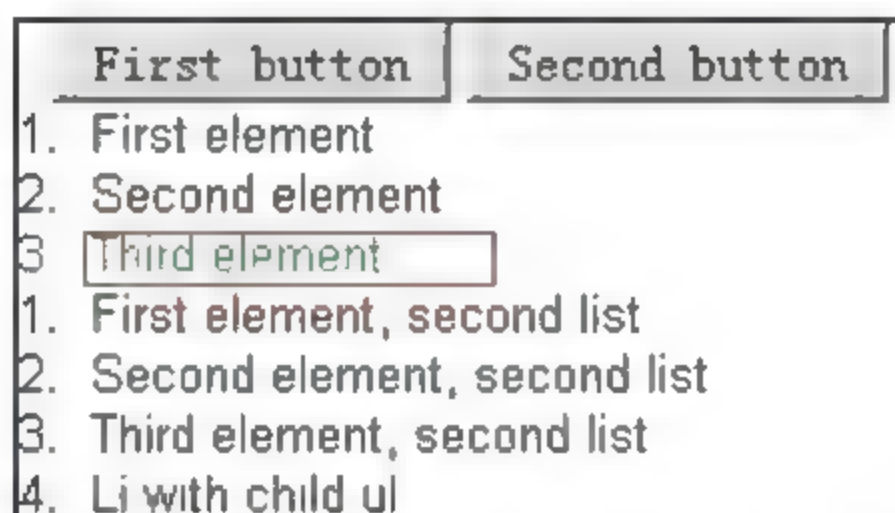 First button Second button
1. First element
2. Second element
3 Third element
1. First element, second list
2. Second element, second list
3. Third element, second list
4. Li with child ul